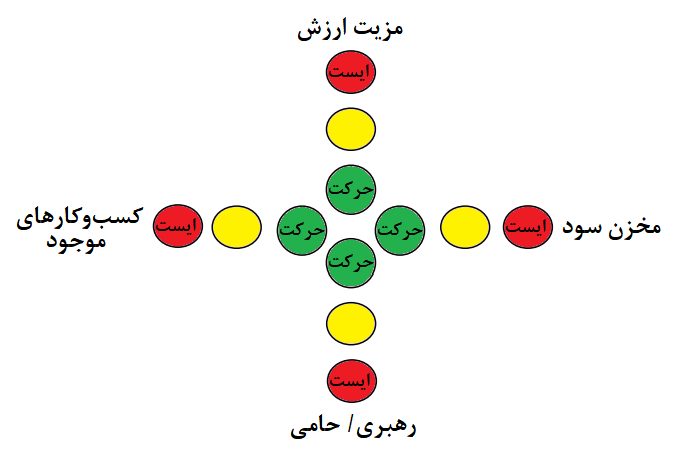 مزیت ارزش
ایست
حرکت
مخزن سود
ایست
حرکت
حرکت
ایست
کسب‌وکارهای
موجود
حرکت
ایست
رهبری/ حامی